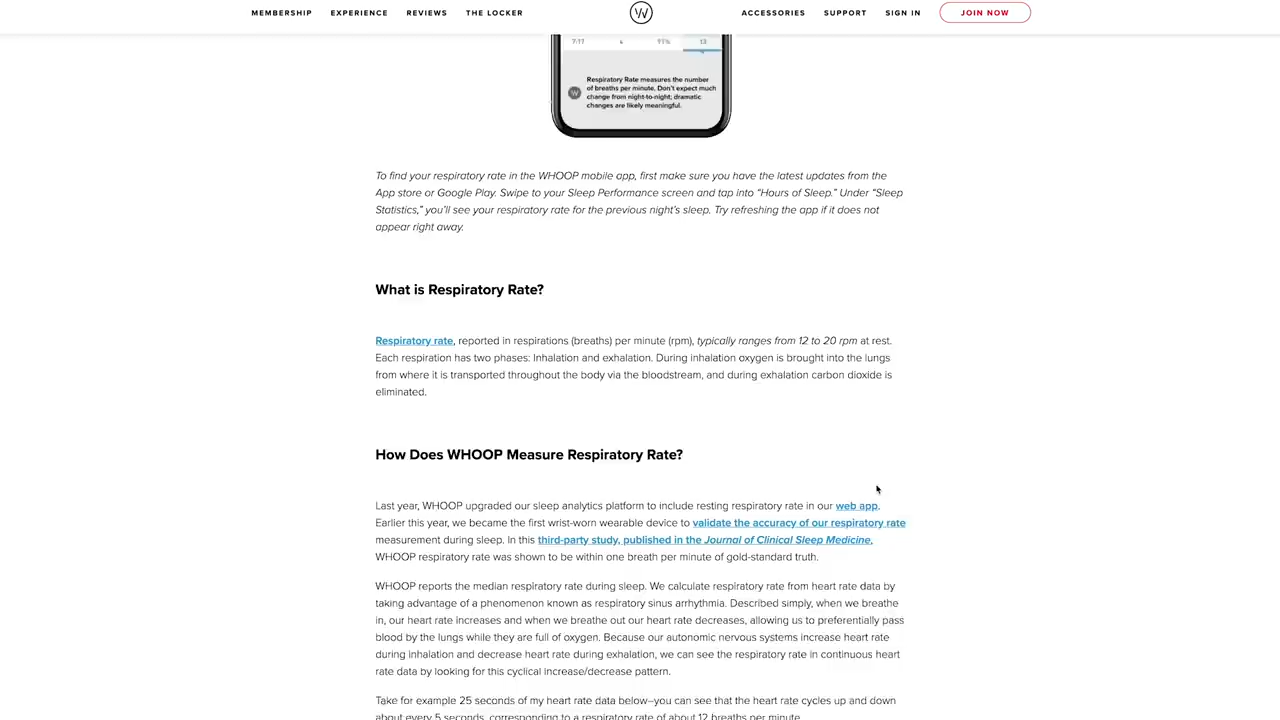 MEMBERSHIP EXPERIENCE REVIEWS THE LOCKER W ACCESSORIES SUPPORT SIGN IN JOIN NOW
7:17 91% 13
Respiratory Rate measures the number
of breaths per minute. Don't expect much
change from night-to-night; dramatic
changes are likely meaningful.
W
To find your respiratory rate in the WHOOP mobile app, first make sure you have the latest updates from the
App store or Google Play. Swipe to your Sleep Performance screen and tap into “Hours of Sleep.” Under “Sleep
Statistics,” you’ll see your respiratory rate for the previous night’s sleep. Try refreshing the app if it does not
appear right away.
What is Respiratory Rate?
Respiratory rate, reported in respirations (breaths) per minute (rpm), typically ranges from 12 to 20 rpm at rest.
Each respiration has two phases: Inhalation and exhalation. During inhalation oxygen is brought into the lungs
from where it is transported throughout the body via the bloodstream, and during exhalation carbon dioxide is
eliminated.
How Does WHOOP Measure Respiratory Rate?
Last year, WHOOP upgraded our sleep analytics platform to include resting respiratory rate in our web app.
Earlier this year, we became the first wrist-worn wearable device to validate the accuracy of our respiratory rate
measurement during sleep. In this third-party study, published in the Journal of Clinical Sleep Medicine,
WHOOP respiratory rate was shown to be within one breath per minute of gold-standard truth.
WHOOP reports the median respiratory rate during sleep. We calculate respiratory rate from heart rate data by
taking advantage of a phenomenon known as respiratory sinus arrhythmia. Described simply, when we breathe
in, our heart rate increases and when we breathe out our heart rate decreases, allowing us to preferentially pass
blood by the lungs while they are full of oxygen. Because our autonomic nervous systems increase heart rate
during inhalation and decrease heart rate during exhalation, we can see the respiratory rate in continuous heart
rate data by looking for this cyclical increase/decrease pattern.
Take for example 25 seconds of my heart rate data below–you can see that the heart rate cycles up and down
about every 5 seconds, corresponding to a respiratory rate of about 12 breaths per minute.